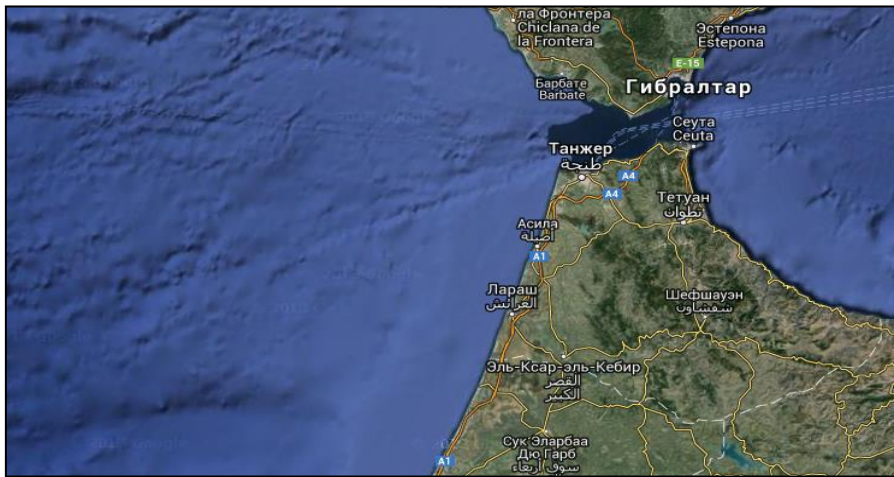 ла Фронтера
Chiclana de
la Frontera
Эстепона
Estepona
E-15
Барбате
Barbate
Гибралтар
Сеута
Ceuta
Танжер
طنجة
A4
A4
Тетуан
تطوان
Асила
أصيلة
A1
Лараш
العرائش
Шефшауэн
شفشاون
Эль-Ксар-эль-Кебир
القصر
الكبير
Сук Эларбаа
Дю Гарб
سوق أربعاء
A1
Google